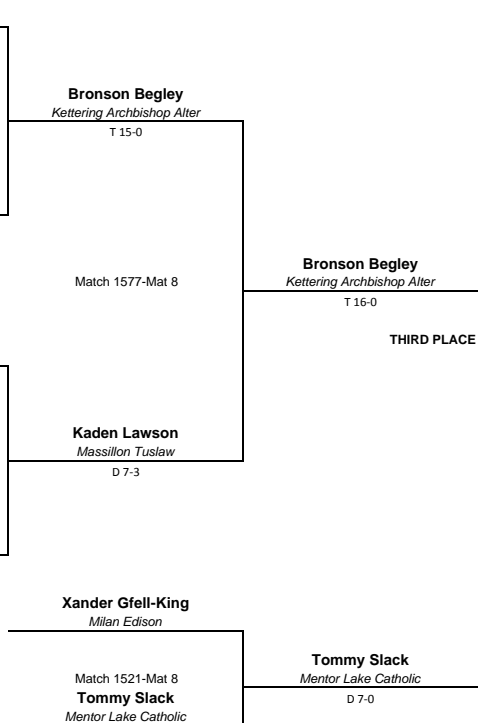 Bronson Begley
Kettering Archbishop Alter
T 15-0
Match 1577-Mat 8
Bronson Begley
Kettering Archbishop Alter
T 16-0
THIRD PLACE
Kaden Lawson
Massillon Tuslaw
D 7-3
Xander Gfell-King
Milan Edison
Match 1521-Mat 8
Tommy Slack
Mentor Lake Catholic
Tommy Slack
Mentor Lake Catholic
D 7-0